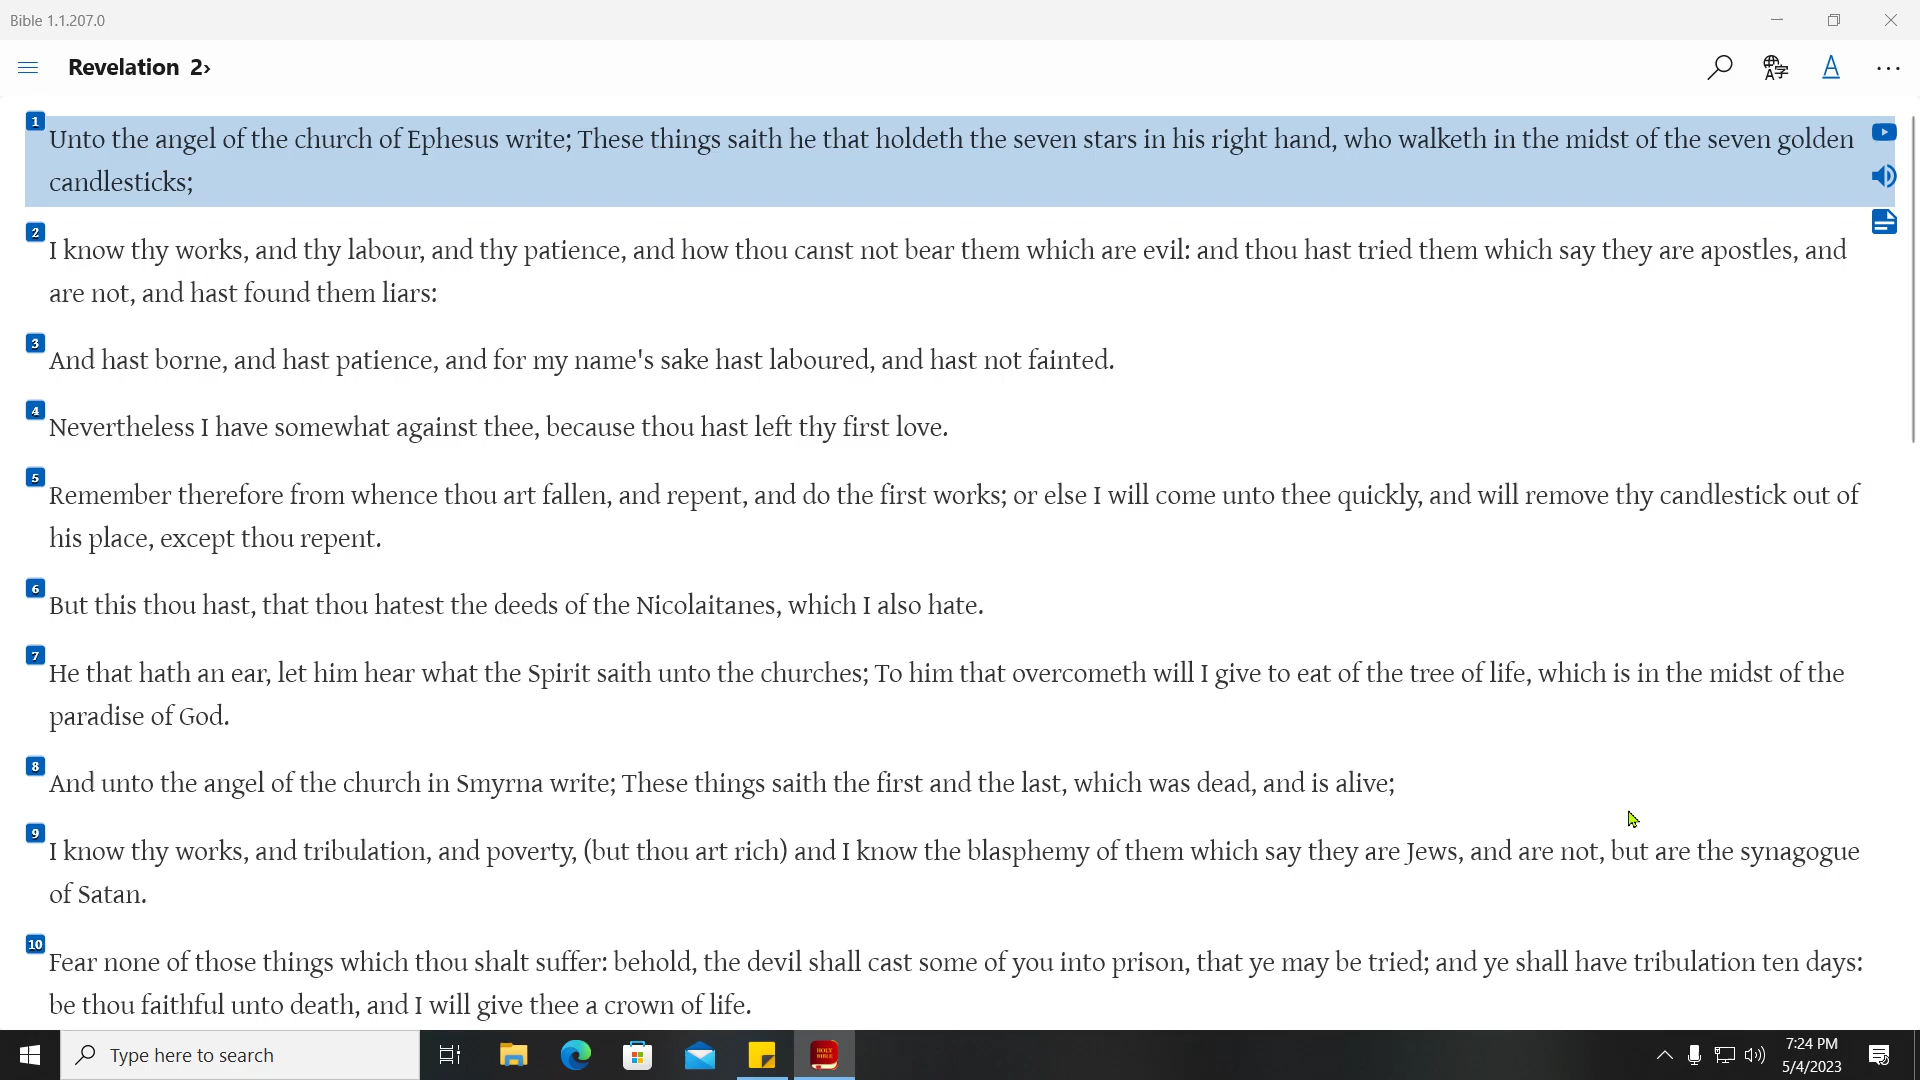 Bible 1.1.207.0
Revelation 2›
1
Unto the angel of the church of Ephesus write; These things saith he that holdeth the seven stars in his right hand, who walketh in the midst of the seven golden
candlesticks;
2
I know thy works, and thy labour, and thy patience, and how thou canst not bear them which are evil: and thou hast tried them which say they are apostles, and
are not, and hast found them liars:
3
And hast borne, and hast patience, and for my name's sake hast laboured, and hast not fainted.
4
Nevertheless I have somewhat against thee, because thou hast left thy first love.
5
Remember therefore from whence thou art fallen, and repent, and do the first works; or else I will come unto thee quickly, and will remove thy candlestick out of
his place, except thou repent.
6
But this thou hast, that thou hatest the deeds of the Nicolaitanes, which I also hate.
7
He that hath an ear, let him hear what the Spirit saith unto the churches; To him that overcometh will I give to eat of the tree of life, which is in the midst of the
paradise of God.
8
And unto the angel of the church in Smyrna write; These things saith the first and the last, which was dead, and is alive;
9
I know thy works, and tribulation, and poverty, (but thou art rich) and I know the blasphemy of them which say they are Jews, and are not, but are the synagogue
of Satan.
10
Fear none of those things which thou shalt suffer: behold, the devil shall cast some of you into prison, that ye may be tried; and ye shall have tribulation ten days:
be thou faithful unto death, and I will give thee a crown of life.
Type here to search
HOLY BIBLE
7:24 PM
5/4/2023